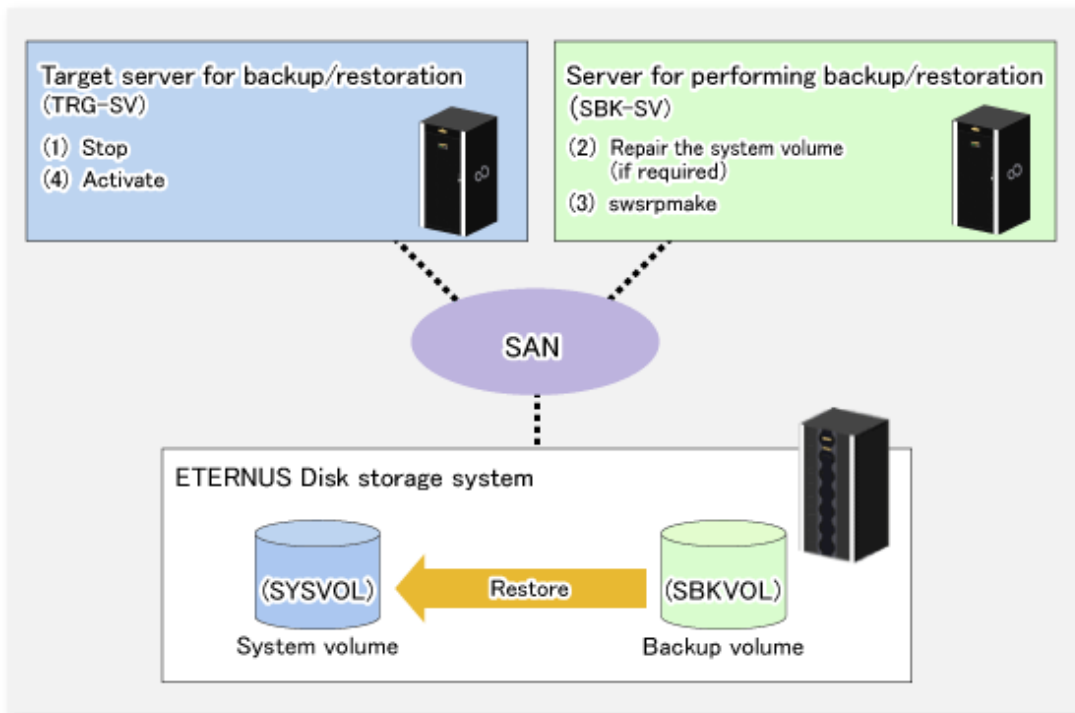 Target server for backup/restoration
(TRG-SV)
(1) Stop
(4) Activate
Server for performing backup/restoration
(SBK-SV)
(2) Repair the system volume
(if required)
(3) swsrpmake
SAN
ETERNUS Disk storage system
(SYSVOL)
Restore
(SBKVOL)
System volume
Backup volume